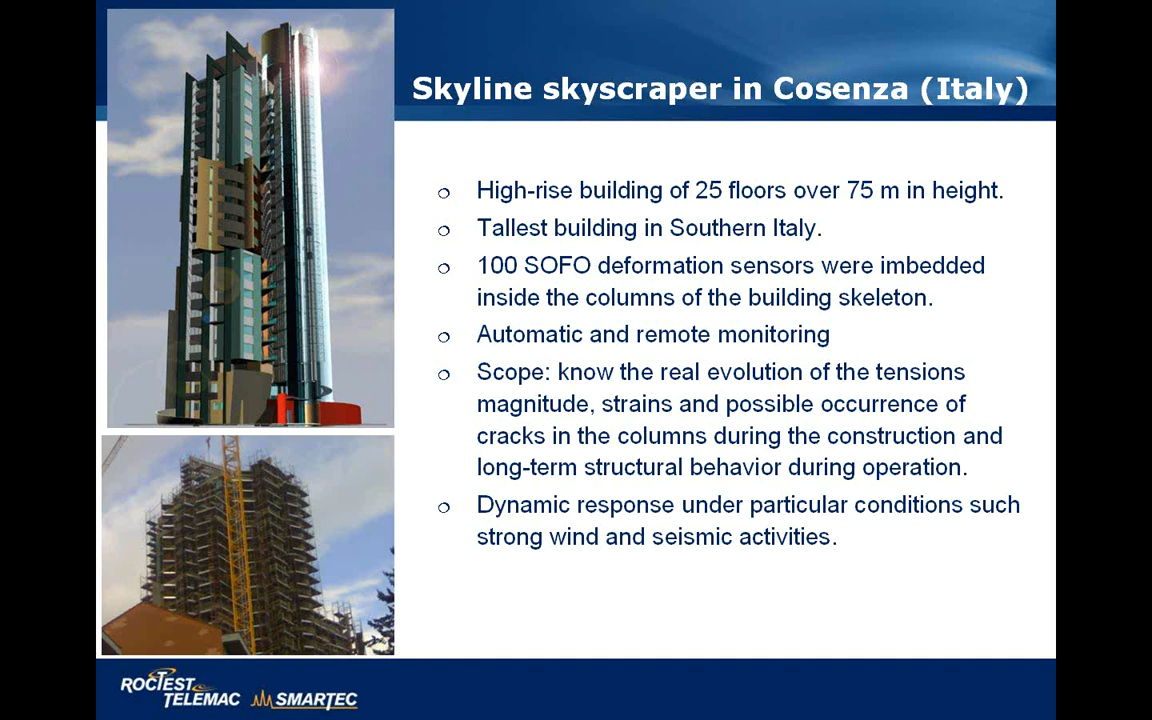 Skyline skyscraper in Cosenza (Italy)
High-rise building of 25 floors over 75 m in height.
Tallest building in Southern Italy.
100 SOFO deformation sensors were imbedded
inside the columns of the building skeleton.
Automatic and remote monitoring
Scope: know the real evolution of the tensions
magnitude, strains and possible occurrence of
cracks in the columns during the construction and
long-term structural behavior during operation.
Dynamic response under particular conditions such
strong wind and seismic activities.
ROCTEST
TELEMAC
SMARTEC